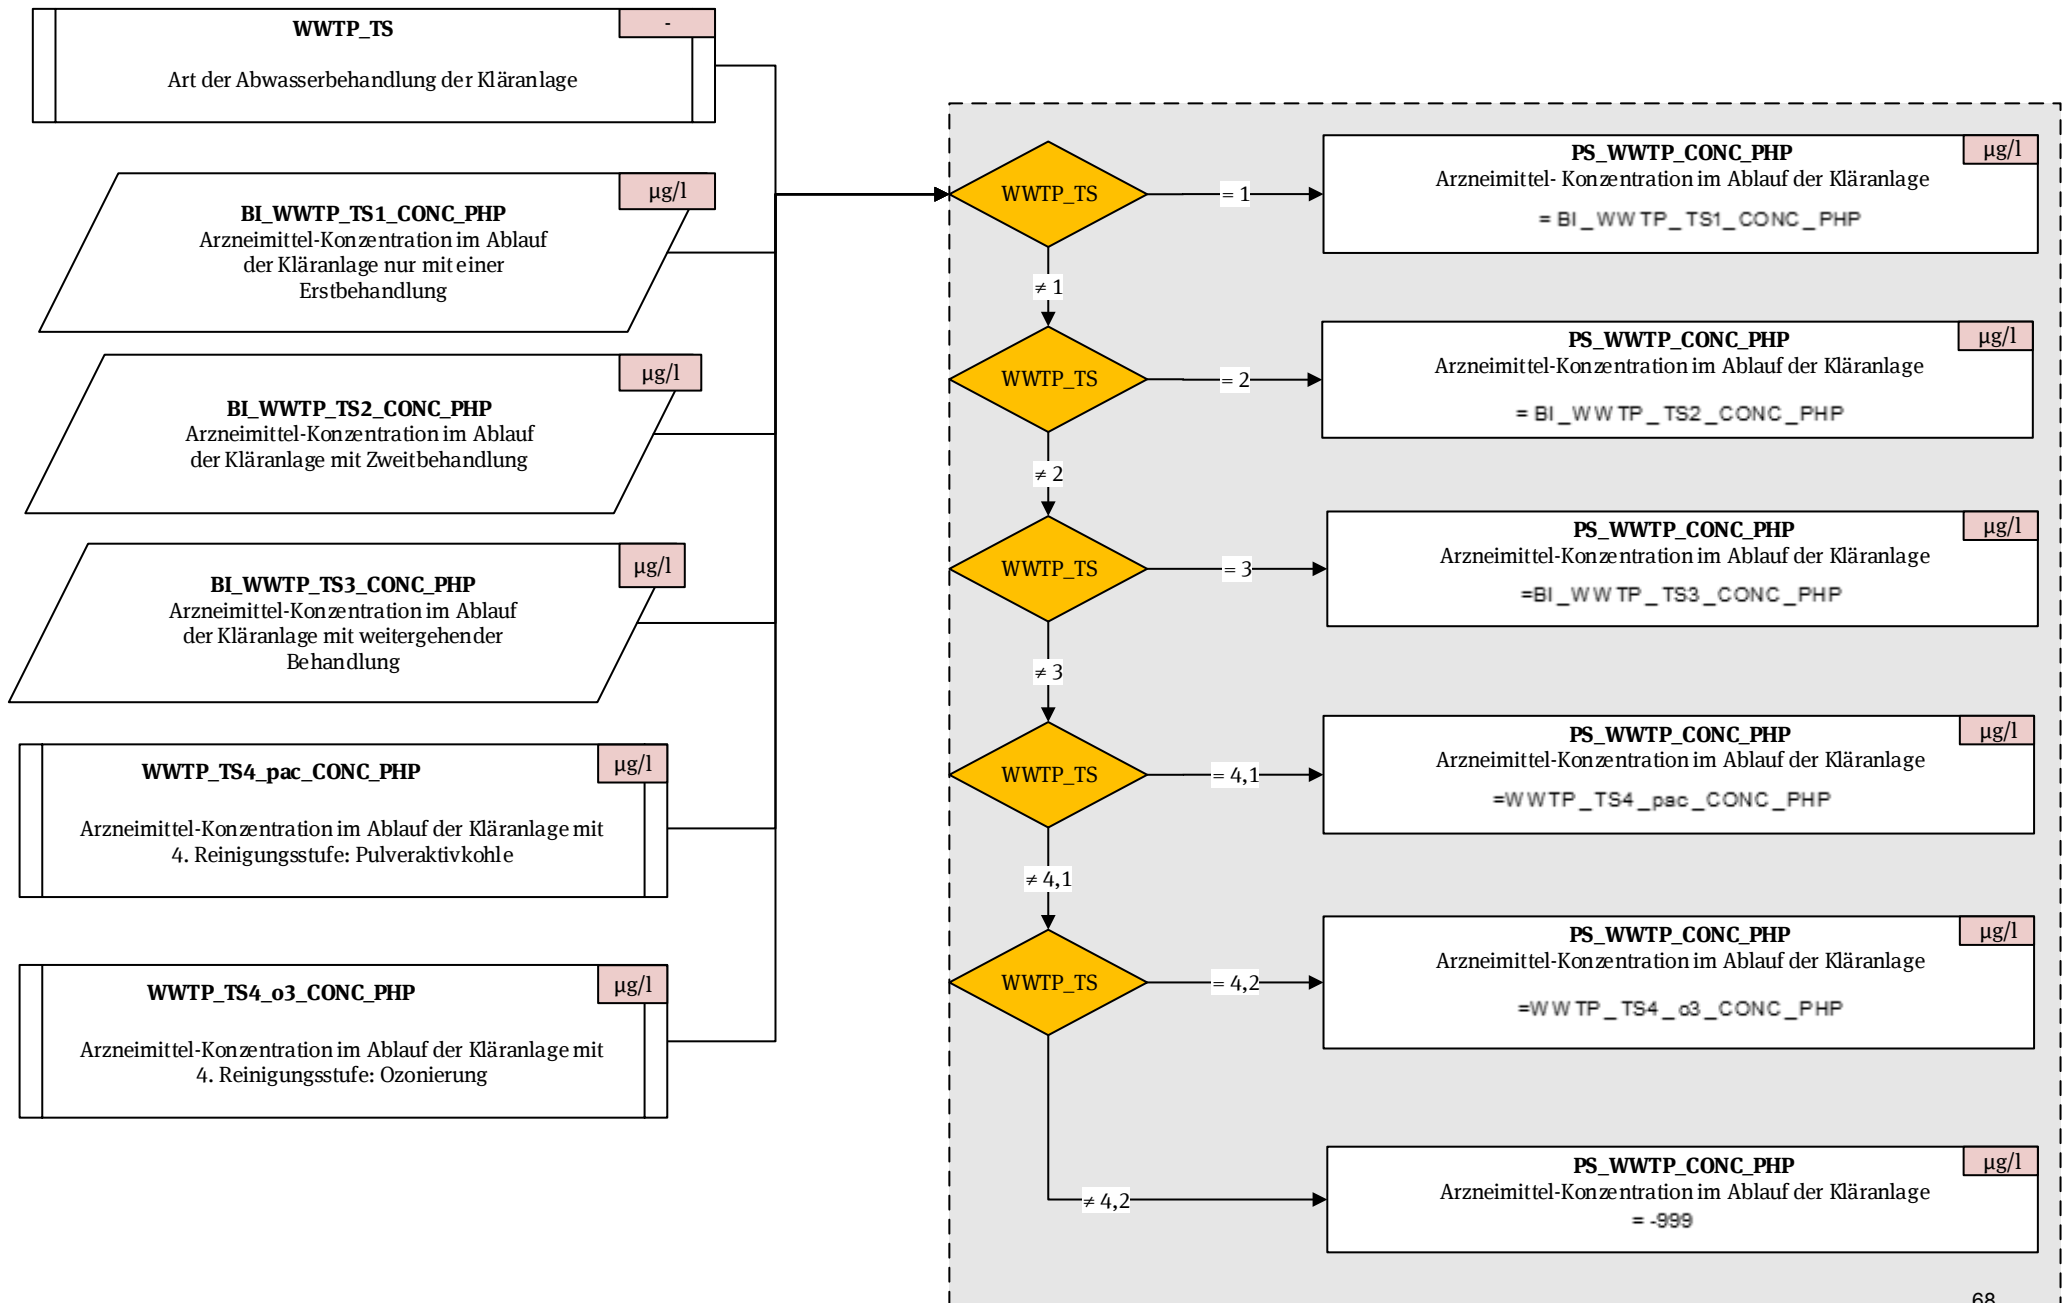 WWTP_TS
-
Art der Abwasserbehandlung der Kläranlage
µg/l
BI_WWTP_TS1_CONC_PHP
Arzneimittel-Konzentration im Ablauf
der Kläranlage nur mit einer
Erstbehandlung
µg/l
BI_WWTP_TS2_CONC_PHP
Arzneimittel-Konzentration im Ablauf
der Kläranlage mit Zweitbehandlung
µg/l
BI_WWTP_TS3_CONC_PHP
Arzneimittel-Konzentration im Ablauf
der Kläranlage mit weitergehender
Behandlung
µg/l
WWTP_TS4_pac_CONC_PHP
Arzneimittel-Konzentration im Ablauf der Kläranlage mit
4. Reinigungsstufe: Pulveraktivkohle
µg/l
WWTP_TS4_o3_CONC_PHP
Arzneimittel-Konzentration im Ablauf der Kläranlage mit
4. Reinigungsstufe: Ozonierung
WWTP_TS
= 1
µg/l
PS_WWTP_CONC_PHP
Arzneimittel- Konzentration im Ablauf der Kläranlage
= BI_WWTP_TS1_CONC_PHP
≠ 1
WWTP_TS
= 2
µg/l
PS_WWTP_CONC_PHP
Arzneimittel-Konzentration im Ablauf der Kläranlage
= BI_WWTP_TS2_CONC_PHP
≠ 2
WWTP_TS
= 3
µg/l
PS_WWTP_CONC_PHP
Arzneimittel-Konzentration im Ablauf der Kläranlage
=BI_WWTP_TS3_CONC_PHP
≠ 3
WWTP_TS
= 4,1
µg/l
PS_WWTP_CONC_PHP
Arzneimittel-Konzentration im Ablauf der Kläranlage
=WWTP_TS4_pac_CONC_PHP
≠ 4,1
WWTP_TS
= 4,2
µg/l
PS_WWTP_CONC_PHP
Arzneimittel-Konzentration im Ablauf der Kläranlage
=WWTP_TS4_o3_CONC_PHP
≠ 4,2
µg/l
PS_WWTP_CONC_PHP
Arzneimittel-Konzentration im Ablauf der Kläranlage
= -999
68